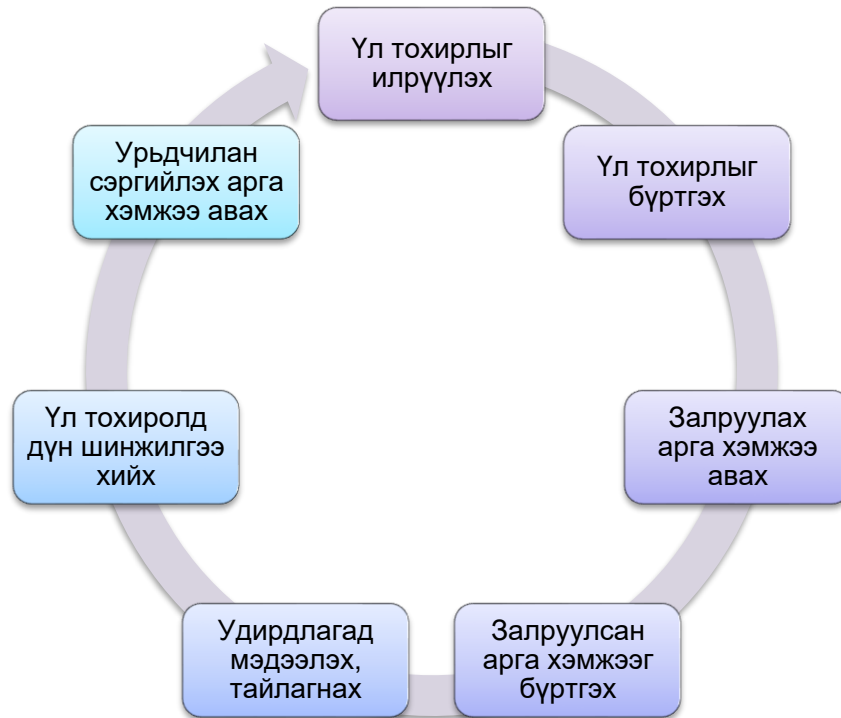 Үл тохирлыг
илрүүлэх
Үл тохирлыг
бүртгэх
Залруулах
арга хэмжээ
авах
Залруулсан
арга хэмжээг
бүртгэх
Удирдлагад
мэдээлэх,
тайлагнах
Үл тохиролд
дүн шинжилгээ
хийх
Урьдчилан
сэргийлэх арга
хэмжээ авах